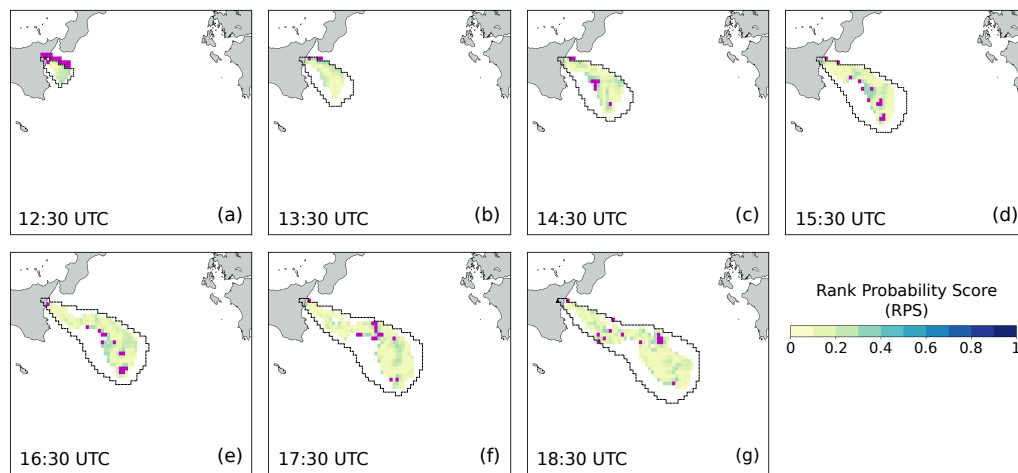 12:30 UTC (a)
13:30 UTC (b)
14:30 UTC (c)
15:30 UTC (d)
16:30 UTC (e)
17:30 UTC (f)
18:30 UTC (g)
Rank Probability Score
(RPS)
0 0.2 0.4 0.6 0.8 1